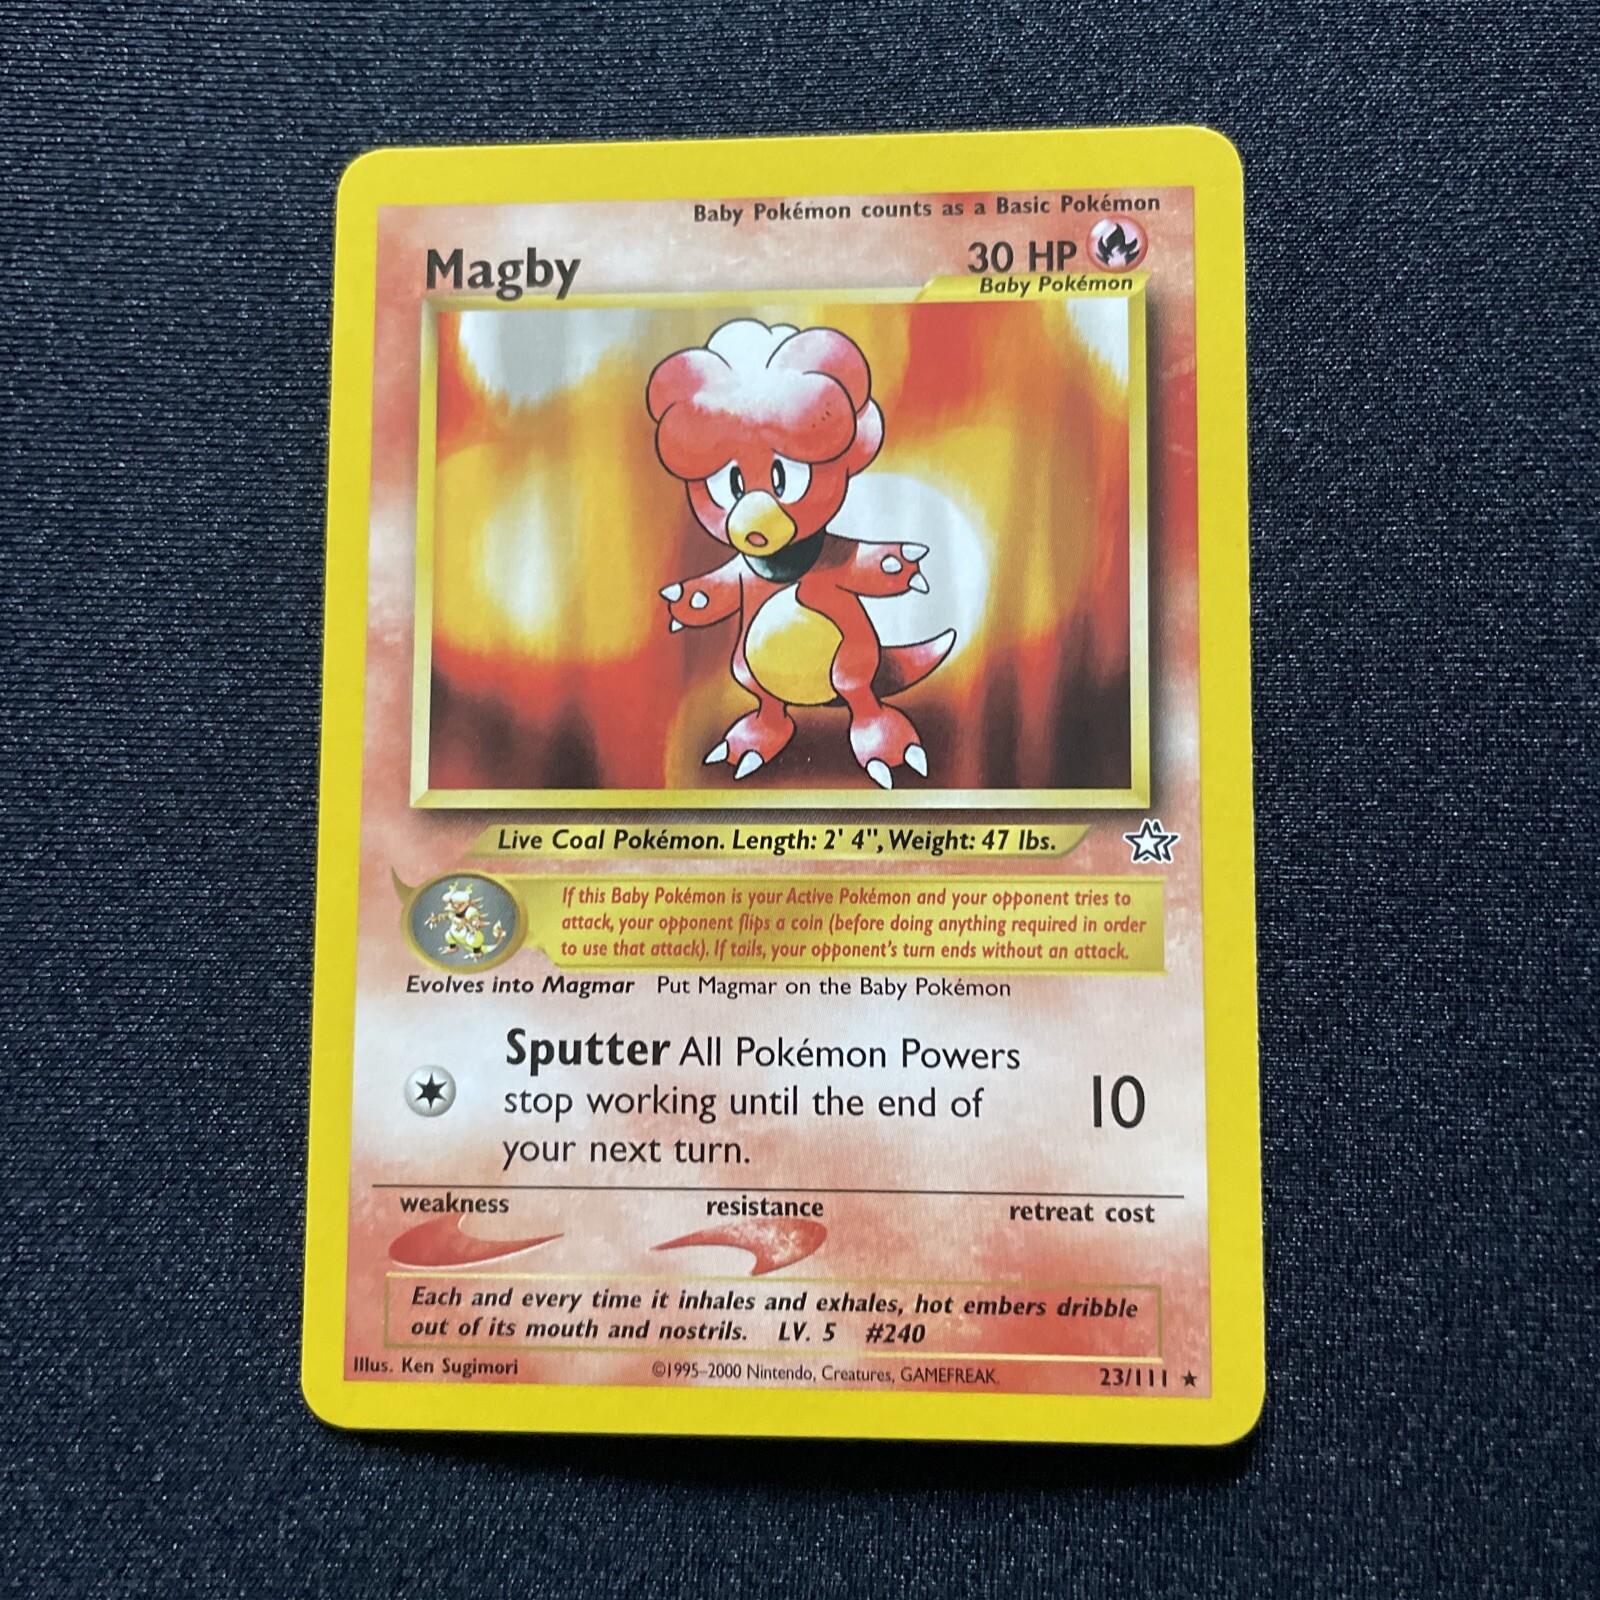 Baby Pokémon counts as a Basic Pokémon
Magby
30 HP
Baby Pokémon
Live Coal Pokémon. Length: 2' 4", Weight: 47 lbs.
If this Baby Pokémon is your Active Pokémon and your opponent tries to
attack, your opponent flips a coin (before doing anything required in order
to use that attack). If tails, your opponent's turn ends without an attack.
Evolves into Magmar Put Magmar on the Baby Pokémon
Sputter All Pokémon Powers
stop working until the end of
your next turn.
10
weakness resistance retreat cost
Each and every time it inhales and exhales, hot embers dribble
out of its mouth and nostrils. LV. 5 #240
Illus. Ken Sugimori ©1995–2000 Nintendo, Creatures, GAMEFREAK. 23/111 ★